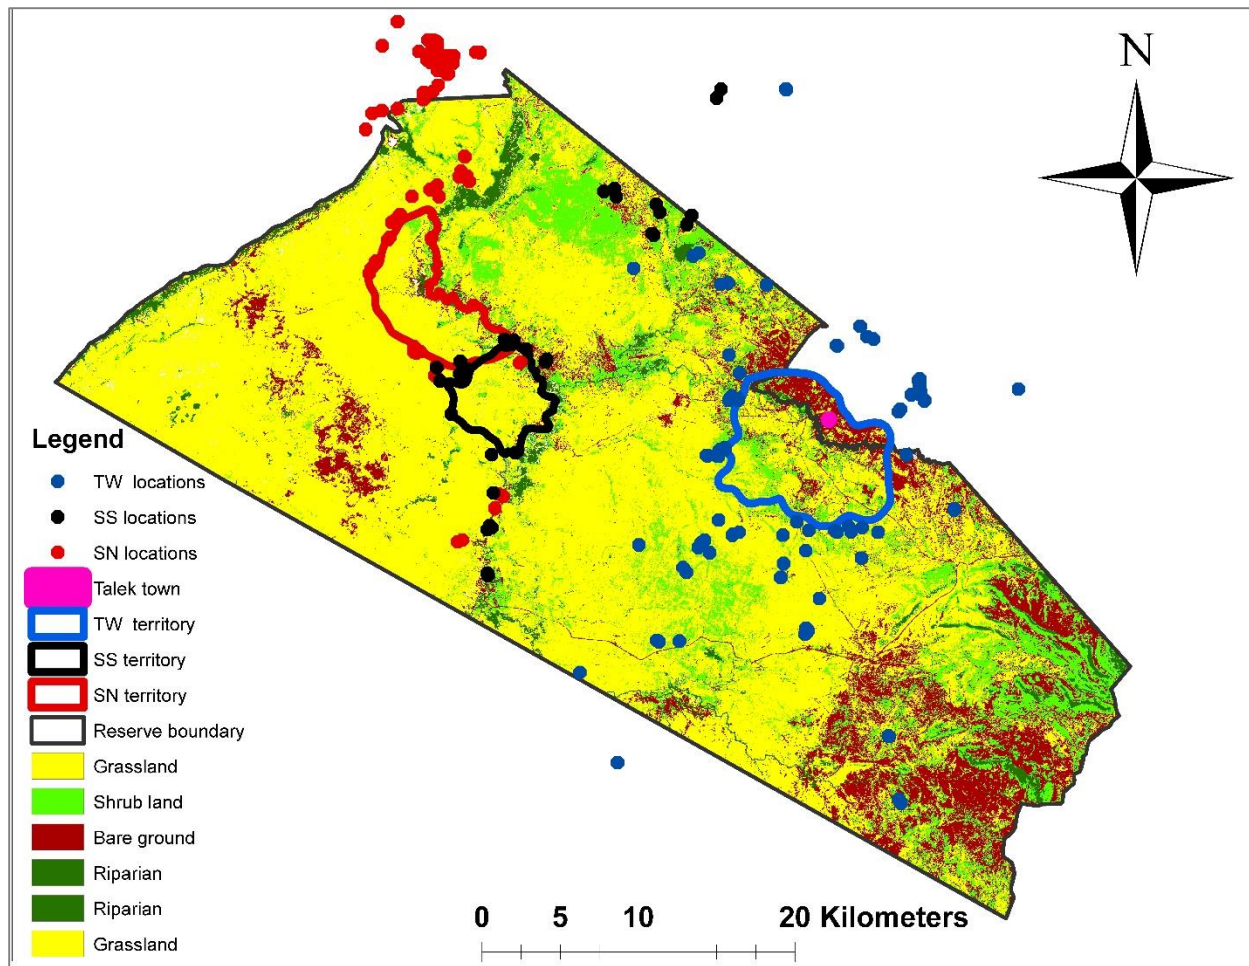 N
Legend
TW locations
SS locations
SN locations
Talek town
TW territory
SS territory
SN territory
Reserve boundary
Grassland
Shrub land
Bare ground
Riparian
Riparian
Grassland
0 5 10 20 Kilometers